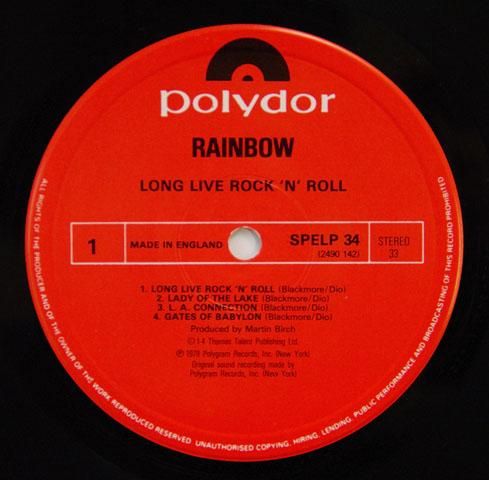 polydor
RAINBOW
LONG LIVE ROCK 'N' ROLL
1
MADE IN ENGLAND
SPELP 34
(2490 142)
STEREO
33
1. LONG LIVE ROCK 'N' ROLL (Blackmore/Dio)
2. LADY OF THE LAKE (Blackmore/Dio)
3. L. A. CONNECTION (Blackmore/Dio)
4. GATES OF BABYLON (Blackmore/Dio)
Produced by Martin Birch
© 1-4 Thames Talent Publishing Ltd.
℗ 1978 Polygram Records, Inc. (New York)
Original sound recording made by
Polygram Records, Inc. (New York)
ALL RIGHTS OF THE PRODUCER AND OF THE OWNER OF THE WORK REPRODUCED RESERVED. UNAUTHORISED COPYING, HIRING, LENDING, PUBLIC PERFORMANCE AND BROADCASTING OF THIS RECORD PROHIBITED